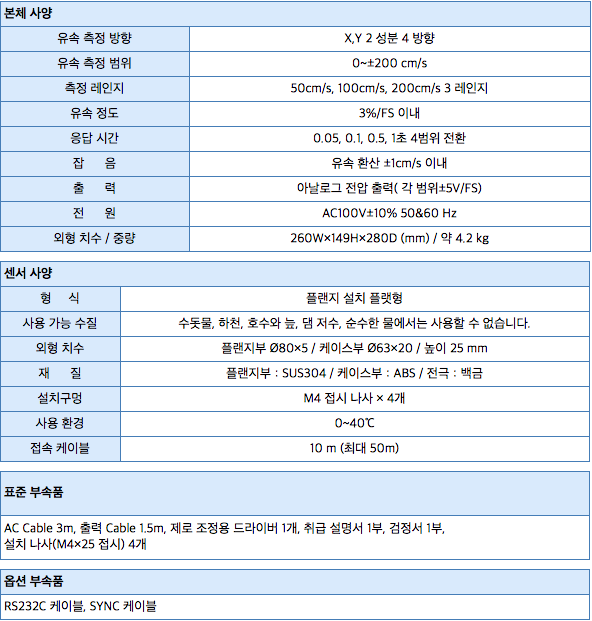 본체 사양
유속 측정 방향 X,Y 2 성분 4 방향
유속 측정 범위 0~±200 cm/s
측정 레인지 50cm/s, 100cm/s, 200cm/s 3 레인지
유속 정도 3%/FS 이내
응답 시간 0.05, 0.1, 0.5, 1초 4범위 전환
잡 음 유속 환산 ±1cm/s 이내
출 력 아날로그 전압 출력( 각 범위±5V/FS)
전 원 AC100V±10% 50&60 Hz
외형 치수 / 중량 260W×149H×280D (mm) / 약 4.2 kg
센서 사양
형 식 플랜지 설치 플랫형
사용 가능 수질 수돗물, 하천, 호수와 늪, 댐 저수, 순수한 물에서는 사용할 수 없습니다.
외형 치수 플랜지부 Ø80×5 / 케이스부 Ø63×20 / 높이 25 mm
재 질 플랜지부 : SUS304 / 케이스부 : ABS / 전극 : 백금
설치구멍 M4 접시 나사 × 4개
사용 환경 0~40℃
접속 케이블 10 m (최대 50m)
표준 부속품
AC Cable 3m, 출력 Cable 1.5m, 제로 조정용 드라이버 1개, 취급 설명서 1부, 검정서 1부,
설치 나사(M4×25 접시) 4개
옵션 부속품
RS232C 케이블, SYNC 케이블